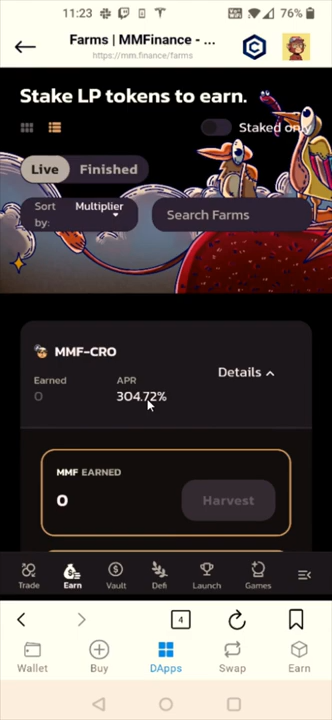 11:23
76%
Farms | MMFinance - ...
https://mm.finance/farms
Stake LP tokens to earn.
Staked only
Live
Finished
Sort by:
Multiplier
Search Farms
MMF-CRO
Earned
0
APR
304.72%
Details
MMF EARNED
0
Harvest
Trade
Earn
Vault
Defi
Launch
Games
4
Wallet
Buy
DApps
Swap
Earn